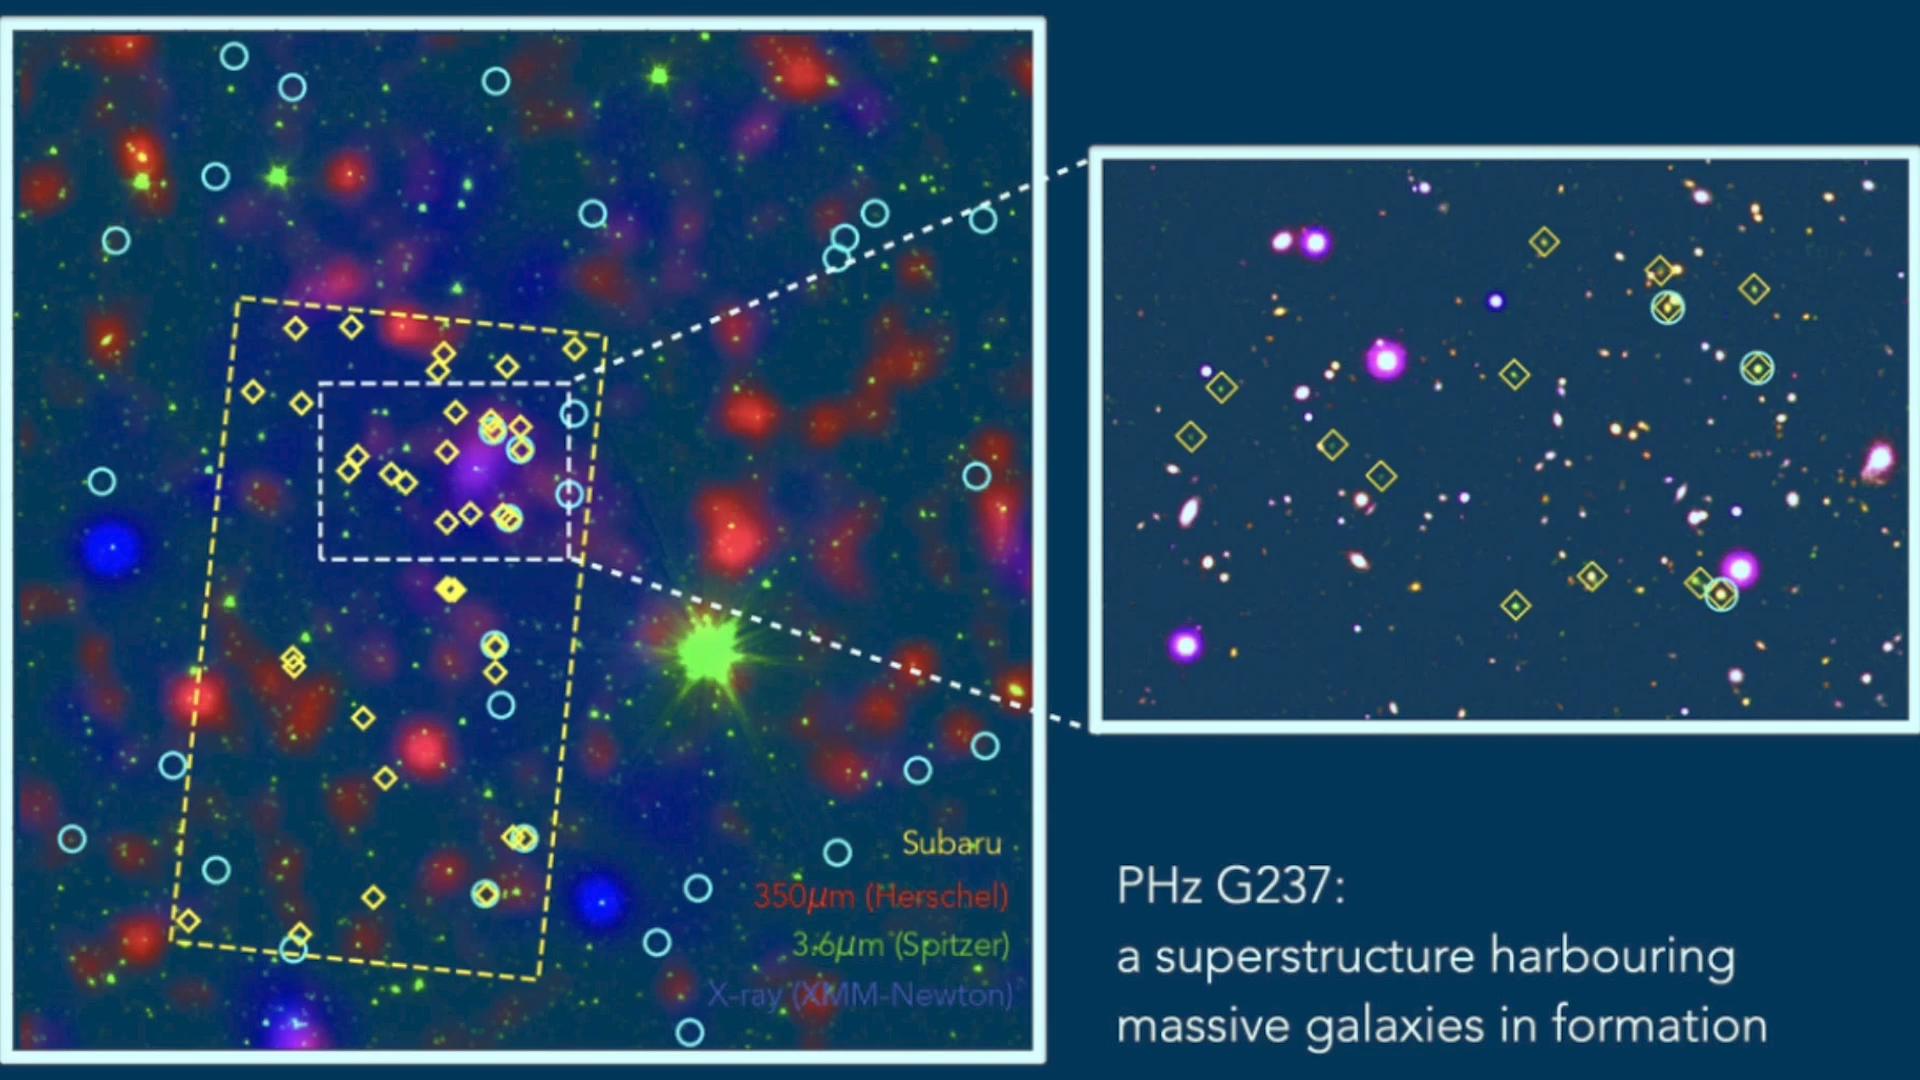 Subaru
350μm (Herschel)
3.6μm (Spitzer)
X-ray (XMM-Newton)
PHz G237:
a superstructure harbouring
massive galaxies in formation